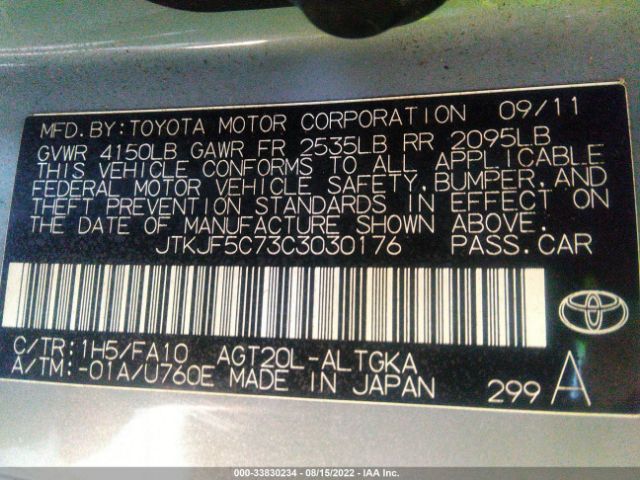 MFD.BY:TOYOTA MOTOR CORPORATION 09/11
GVWR 4150LB GAWR FR 2535LB RR 2095LB
THIS VEHICLE CONFORMS TO ALL APPLICABLE
FEDERAL MOTOR VEHICLE SAFETY,BUMPER,AND
THEFT PREVENTION STANDARDS IN EFFECT ON
THE DATE OF MANUFACTURE SHOWN ABOVE.
JTKJF5C73C3030176 PASS.CAR
C/TR:1H5/FA10 AGT20L-ALTGKA
A/TM:-01A/U760E MADE IN JAPAN 299 A
000-33830234 - 08/15/2022 - IAA Inc.